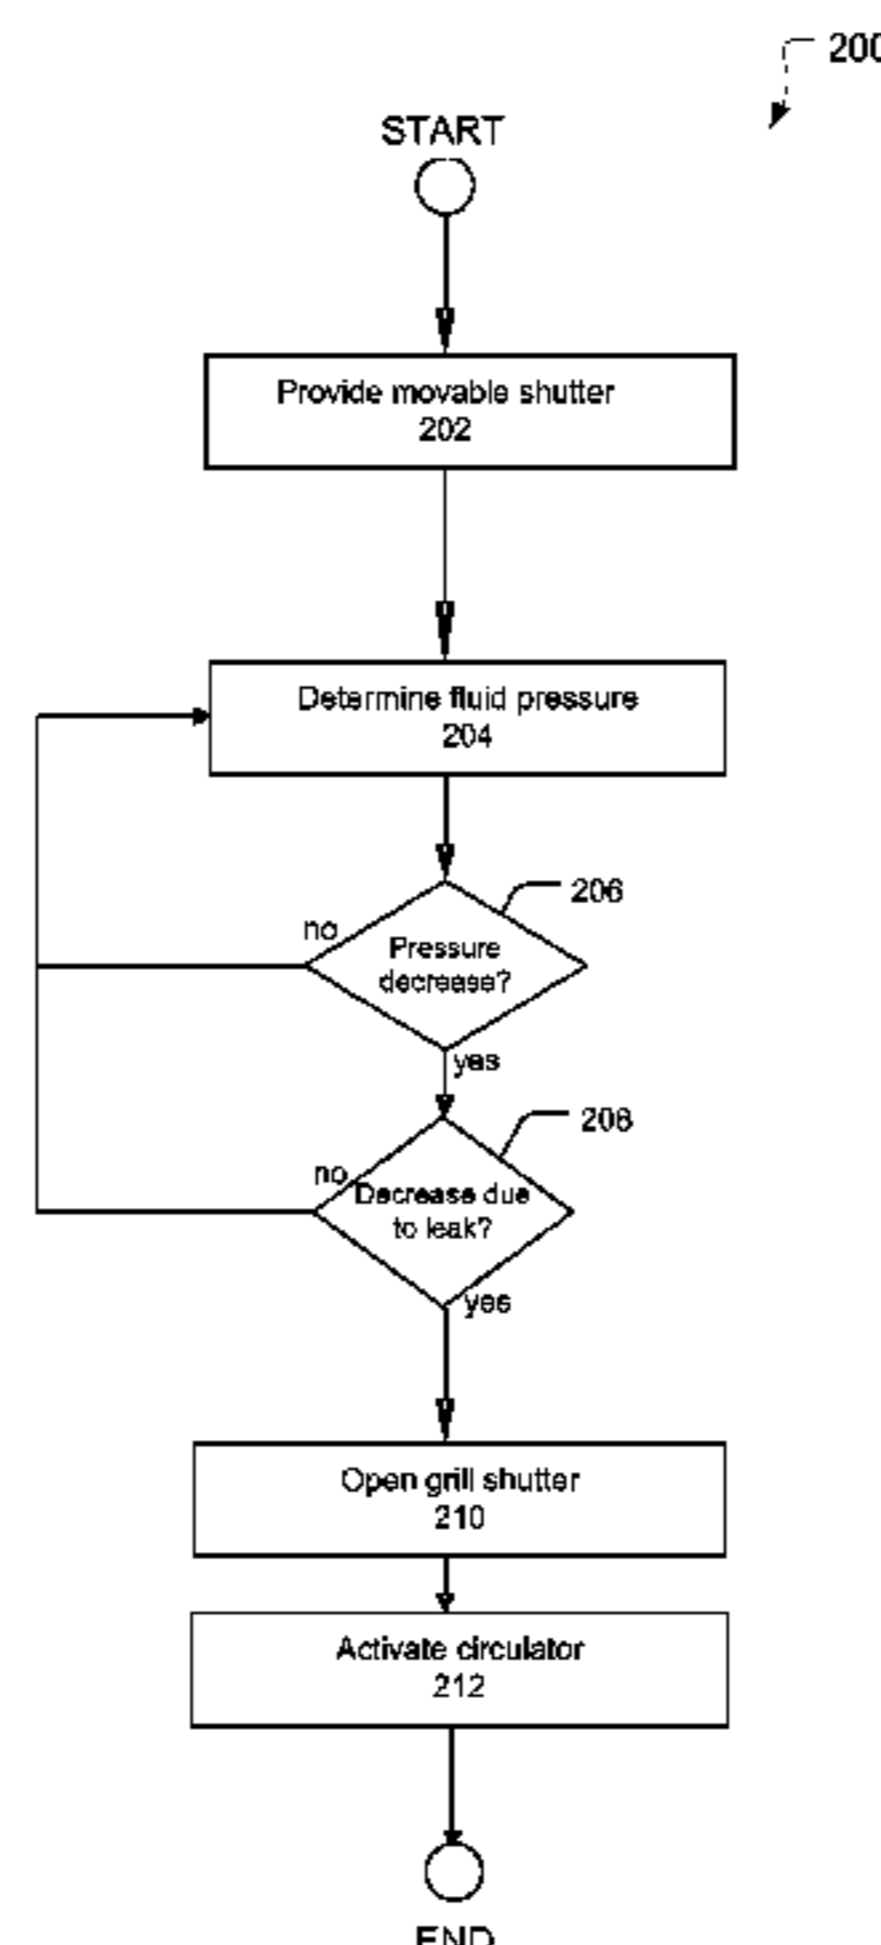 200
START
Provide movable shutter
202
Determine fluid pressure
204
206
no
Pressure
decrease?
yes
208
no
Decrease due
to leak?
yes
Open grill shutter
210
Activate circulator
212
END